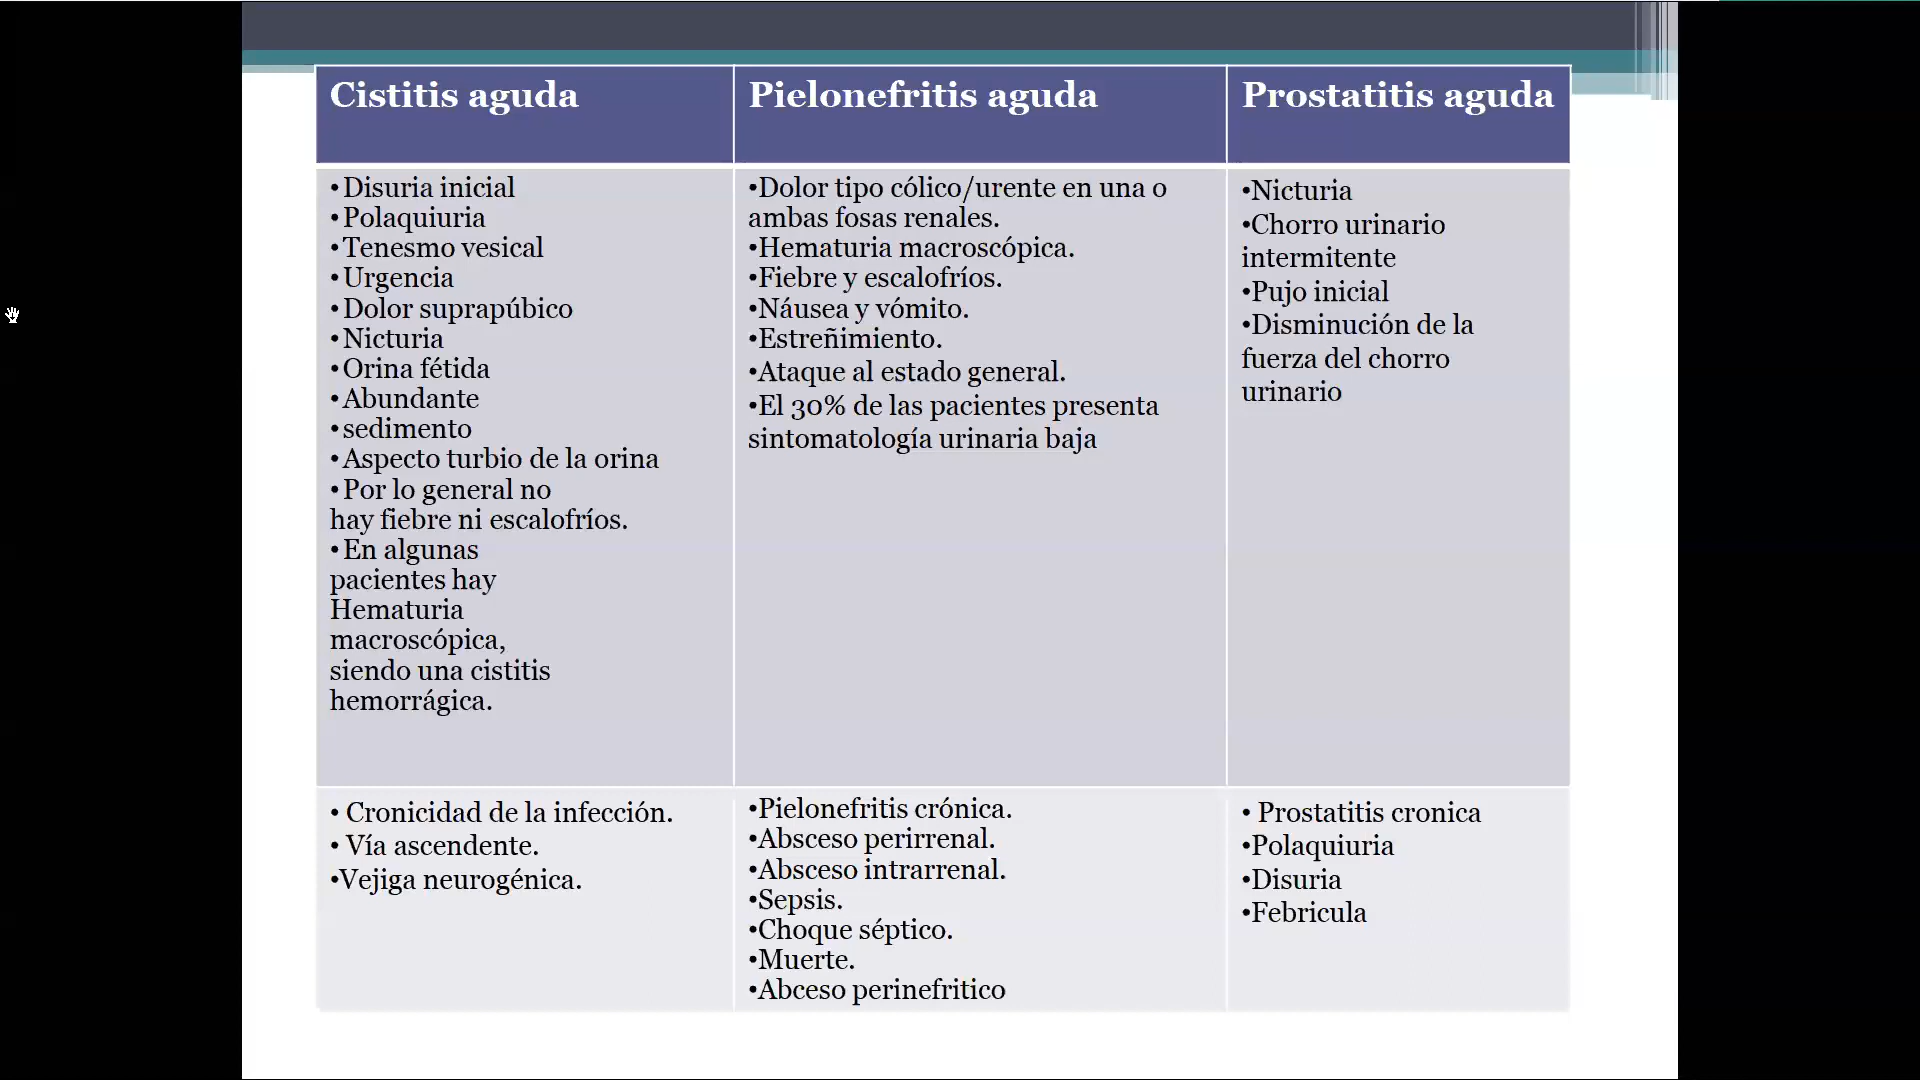 Cistitis aguda
Pielonefritis aguda
Prostatitis aguda
•Disuria inicial
•Polaquiuria
•Tenesmo vesical
•Urgencia
•Dolor suprapúbico
•Nicturia
•Orina fétida
•Abundante
•sedimento
•Aspecto turbio de la orina
•Por lo general no
hay fiebre ni escalofríos.
•En algunas
pacientes hay
Hematuria
macroscópica,
siendo una cistitis
hemorrágica.
•Dolor tipo cólico/urente en una o
ambas fosas renales.
•Hematuria macroscópica.
•Fiebre y escalofríos.
•Náusea y vómito.
•Estreñimiento.
•Ataque al estado general.
•El 30% de las pacientes presenta
sintomatología urinaria baja
•Nicturia
•Chorro urinario
intermitente
•Pujo inicial
•Disminución de la
fuerza del chorro
urinario
• Cronicidad de la infección.
• Vía ascendente.
•Vejiga neurogénica.
•Pielonefritis crónica.
•Absceso perirrenal.
•Absceso intrarrenal.
•Sepsis.
•Choque séptico.
•Muerte.
•Abceso perinefritico
• Prostatitis cronica
•Polaquiuria
•Disuria
•Febricula